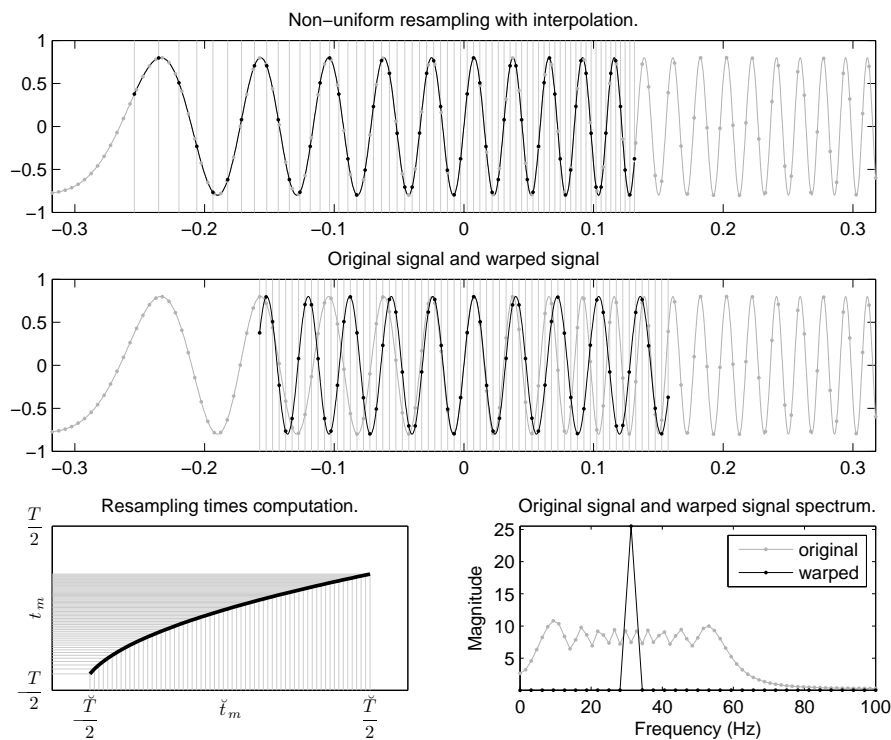 Non−uniform resampling with interpolation.
1
0.5
0
−0.5
−1
−0.3 −0.2 −0.1 0 0.1 0.2 0.3
Original signal and warped signal
1
0.5
0
−0.5
−1
−0.3 −0.2 −0.1 0 0.1 0.2 0.3
Resampling times computation.
T/2
t_m
-T/2
-T̆/2 t̆_m T̆/2
Original signal and warped signal spectrum.
25
20
15
10
5
0 20 40 60 80 100
Magnitude
Frequency (Hz)
original
warped